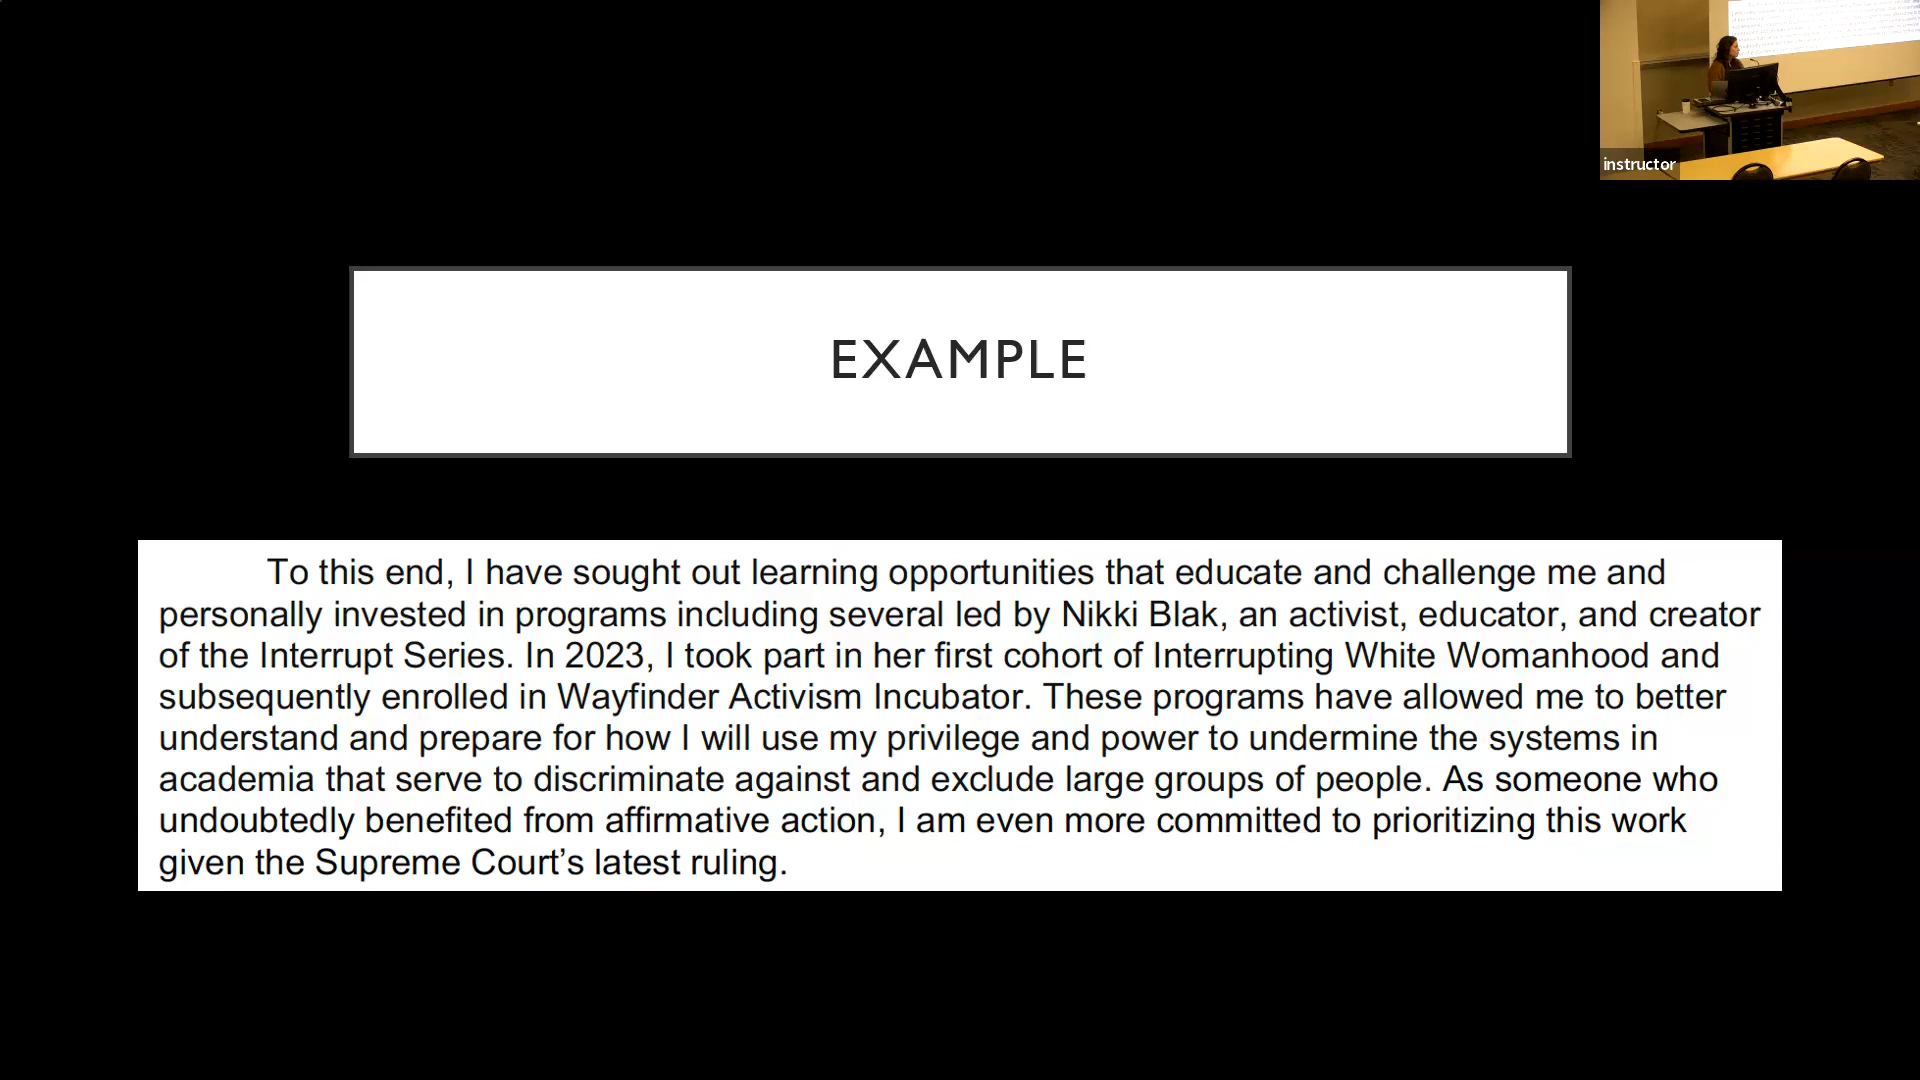 instructor
EXAMPLE
To this end, I have sought out learning opportunities that educate and challenge me and
personally invested in programs including several led by Nikki Blak, an activist, educator, and creator
of the Interrupt Series. In 2023, I took part in her first cohort of Interrupting White Womanhood and
subsequently enrolled in Wayfinder Activism Incubator. These programs have allowed me to better
understand and prepare for how I will use my privilege and power to undermine the systems in
academia that serve to discriminate against and exclude large groups of people. As someone who
undoubtedly benefited from affirmative action, I am even more committed to prioritizing this work
given the Supreme Court’s latest ruling.